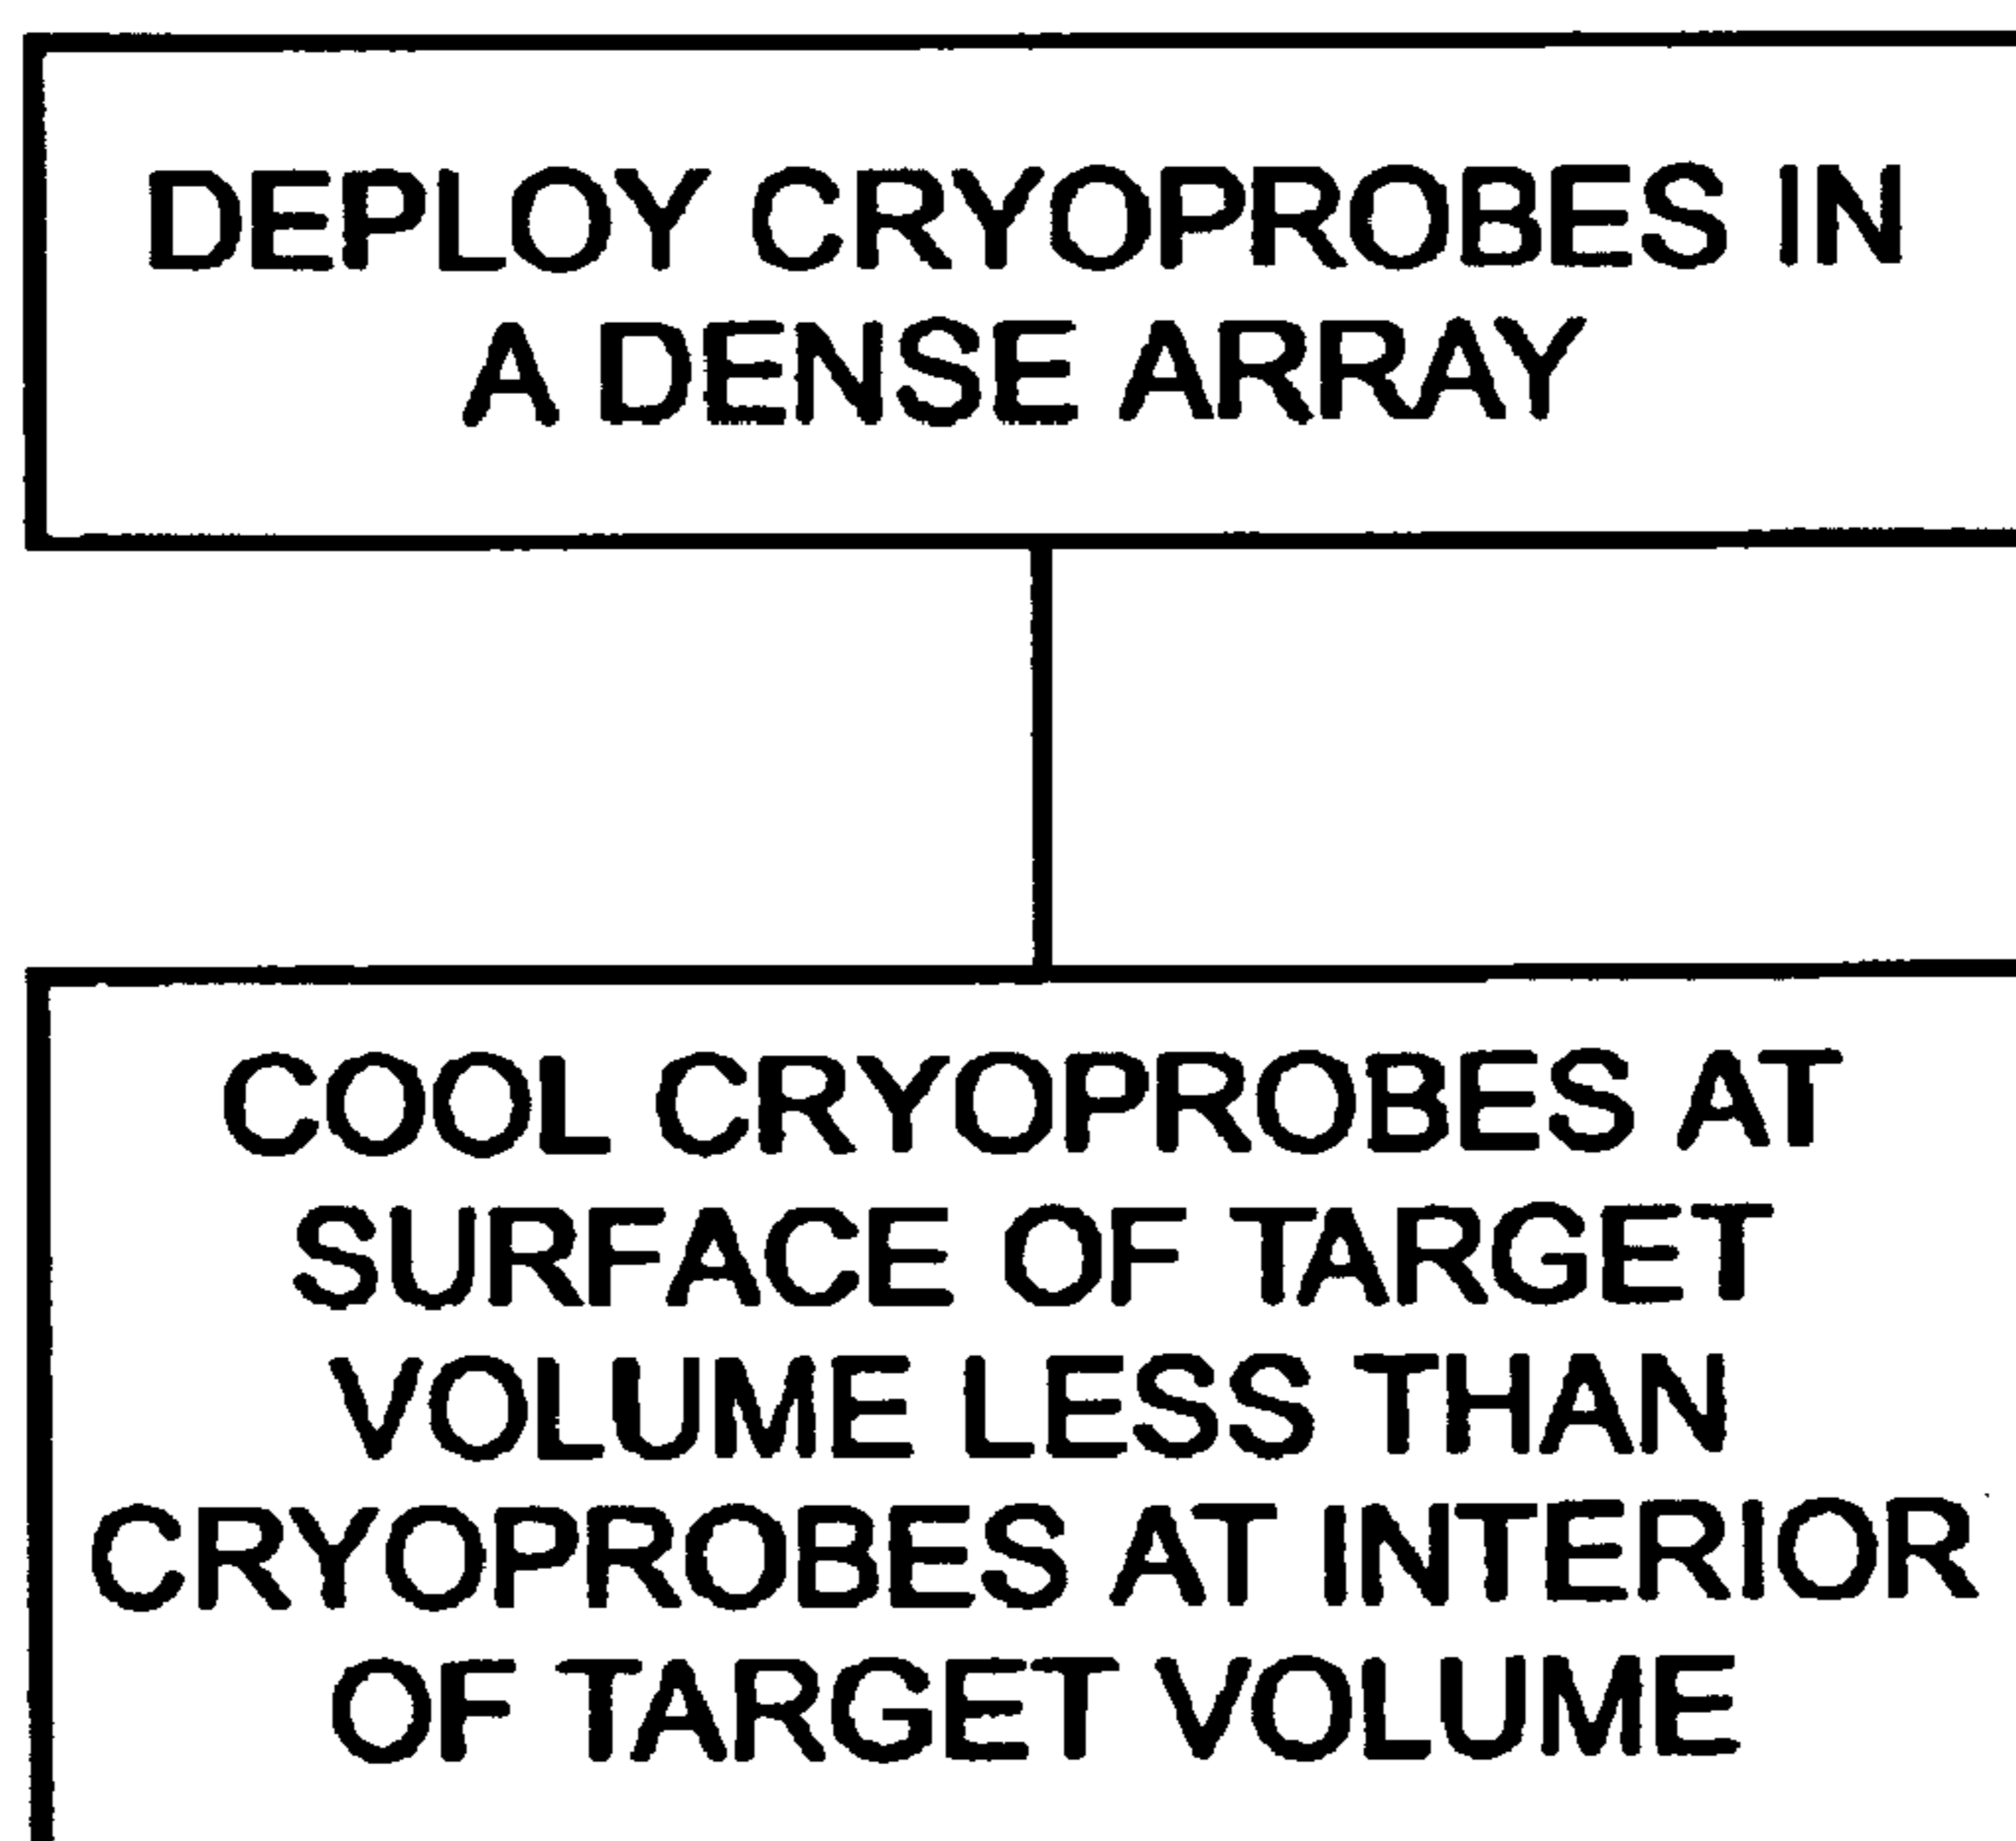 DEPLOY CRYOPROBES IN
A DENSE ARRAY
COOL CRYOPROBES AT
SURFACE OF TARGET
VOLUME LESS THAN
CRYOPROBES AT INTERIOR
OF TARGET VOLUME